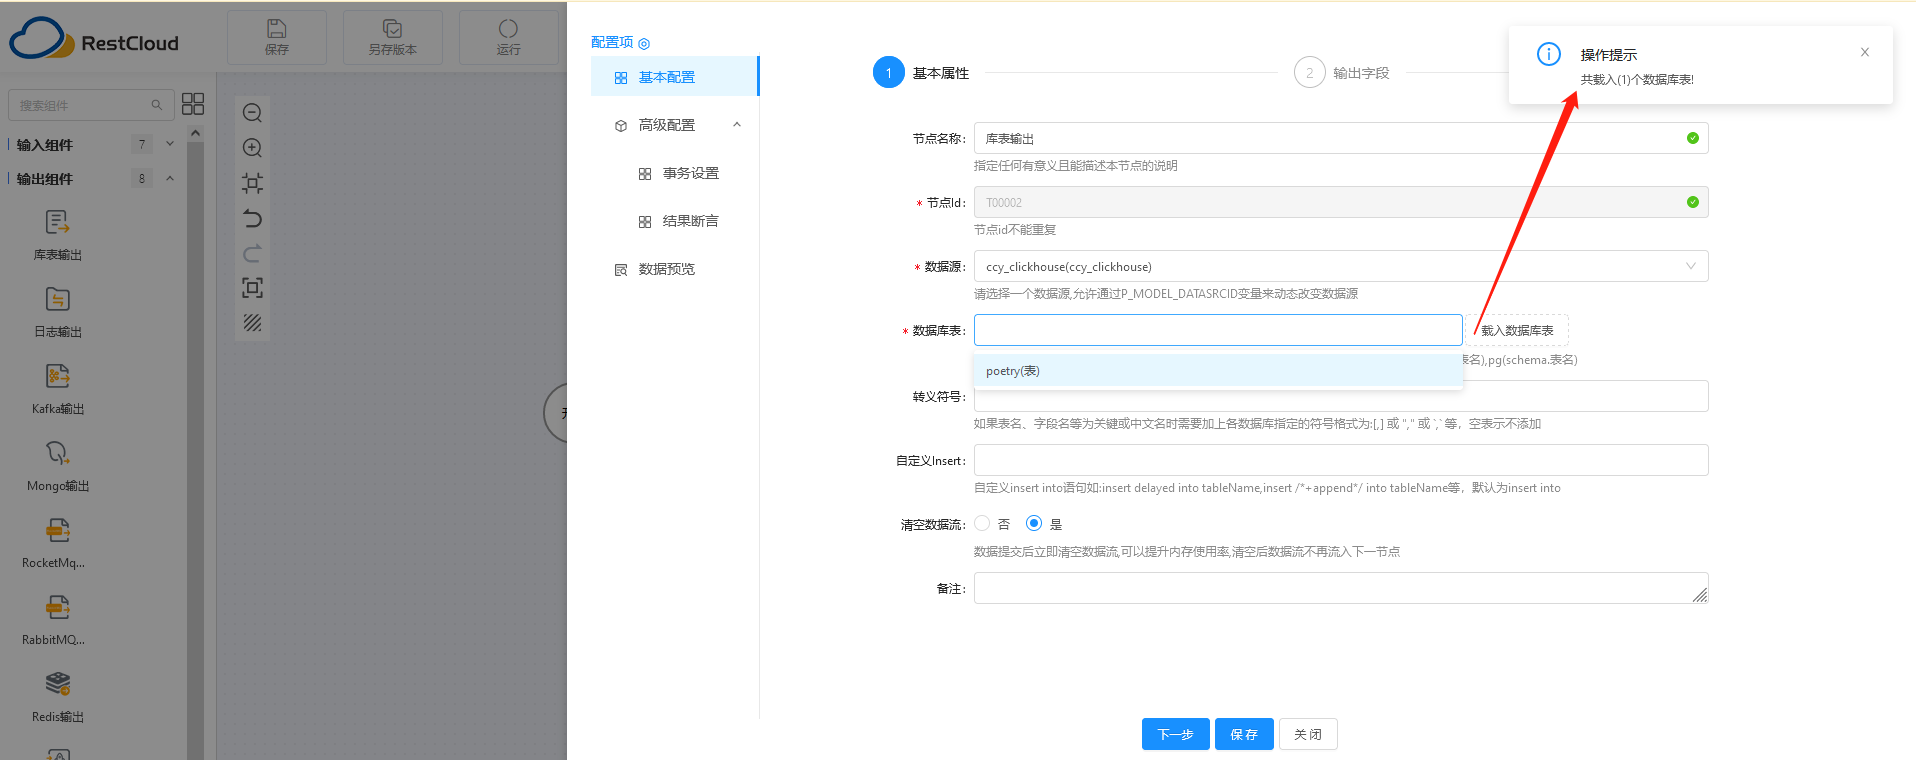 RestCloud
保存
另存版本
运行
搜索组件
输入组件
7
输出组件
8
库表输出
日志输出
Kafka输出
Mongo输出
RocketMq...
RabbitMQ...
Redis输出
配置项
基本配置
高级配置
事务设置
结果断言
数据预览
1
基本属性
2
输出字段
操作提示
共载入(1)个数据库表!
节点名称:
库表输出
指定任何有意义且能描述本节点的说明
* 节点Id:
T00002
节点id不能重复
* 数据源:
ccy_clickhouse(ccy_clickhouse)
请选择一个数据源,允许通过P_MODEL_DATASRCID变量来动态改变数据源
* 数据库表:
载入数据库表
表名),pg(schema.表名)
poetry(表)
转义符号:
如果表名、字段名等为关键或中文名时需要加上各数据库指定的符号格式为:[,] 或 "," 或 `,` 等，空表示不添加
自定义Insert:
自定义insert into语句如:insert delayed into tableName,insert /*+append*/ into tableName等，默认为insert into
清空数据流:
否
是
数据提交后立即清空数据流,可以提升内存使用率,清空后数据流不再流入下一节点
备注:
下一步
保存
关闭